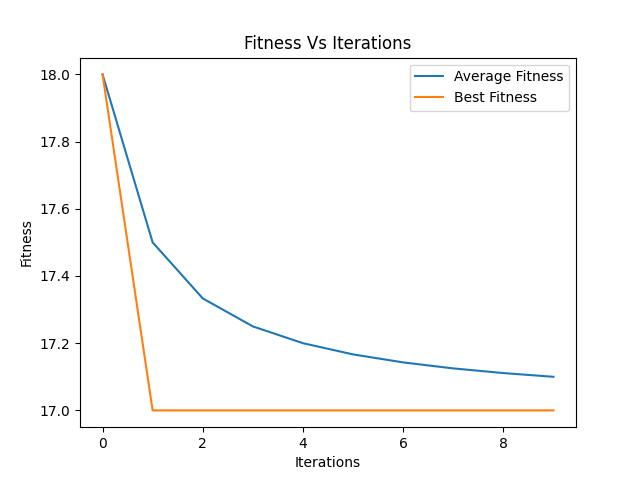 Fitness Vs Iterations
Average Fitness
Best Fitness
18.0
17.8
17.6
17.4
17.2
17.0
Fitness
0 2 4 6 8
Iterations